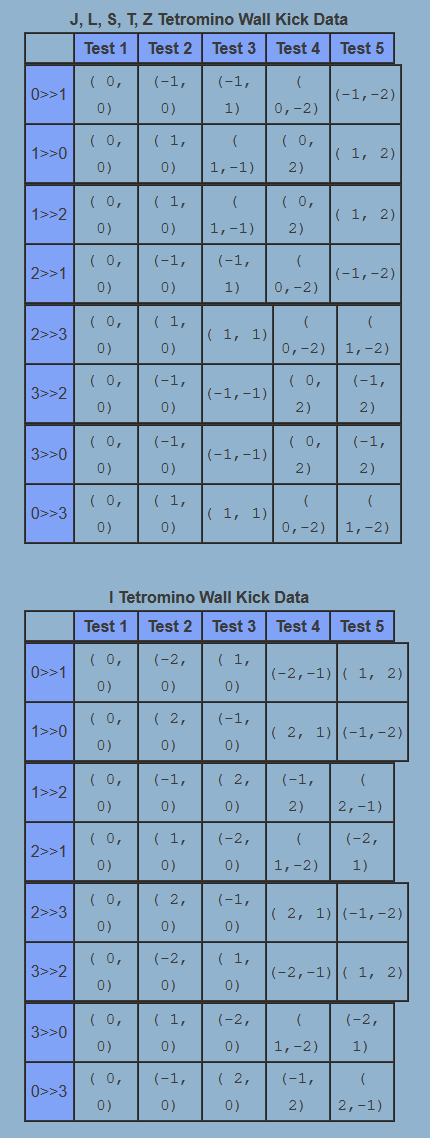 J, L, S, T, Z Tetromino Wall Kick Data
Test 1 Test 2 Test 3 Test 4 Test 5
0>>1 ( 0, 0) (-1, 0) (-1, 1) ( 0,-2) (-1,-2)
1>>0 ( 0, 0) ( 1, 0) ( 1,-1) ( 0, 2) ( 1, 2)
1>>2 ( 0, 0) ( 1, 0) ( 1,-1) ( 0, 2) ( 1, 2)
2>>1 ( 0, 0) (-1, 0) (-1, 1) ( 0,-2) (-1,-2)
2>>3 ( 0, 0) ( 1, 0) ( 1, 1) ( 0,-2) ( 1,-2)
3>>2 ( 0, 0) (-1, 0) (-1,-1) ( 0, 2) (-1, 2)
3>>0 ( 0, 0) (-1, 0) (-1,-1) ( 0, 2) (-1, 2)
0>>3 ( 0, 0) ( 1, 0) ( 1, 1) ( 0,-2) ( 1,-2)
I Tetromino Wall Kick Data
Test 1 Test 2 Test 3 Test 4 Test 5
0>>1 ( 0, 0) (-2, 0) ( 1, 0) (-2,-1) ( 1, 2)
1>>0 ( 0, 0) ( 2, 0) (-1, 0) ( 2, 1) (-1,-2)
1>>2 ( 0, 0) (-1, 0) ( 2, 0) (-1, 2) ( 2,-1)
2>>1 ( 0, 0) ( 1, 0) (-2, 0) ( 1,-2) (-2, 1)
2>>3 ( 0, 0) ( 2, 0) (-1, 0) ( 2, 1) (-1,-2)
3>>2 ( 0, 0) (-2, 0) ( 1, 0) (-2,-1) ( 1, 2)
3>>0 ( 0, 0) ( 1, 0) (-2, 0) ( 1,-2) (-2, 1)
0>>3 ( 0, 0) (-1, 0) ( 2, 0) (-1, 2) ( 2,-1)